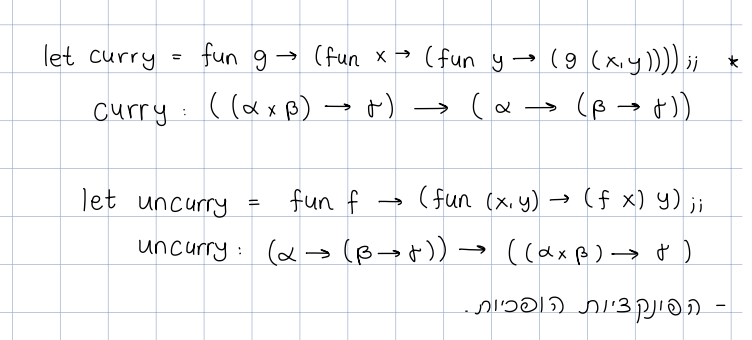 let curry = fun g → (fun x → (fun y → (g (x,y)))) ;; *
curry : ((α × β) → γ) → (α → (β → γ))
let uncurry = fun f → (fun (x,y) → (f x) y) ;;
uncurry : (α → (β → γ)) → ((α × β) → γ)
- הפונקציות הופכיות.